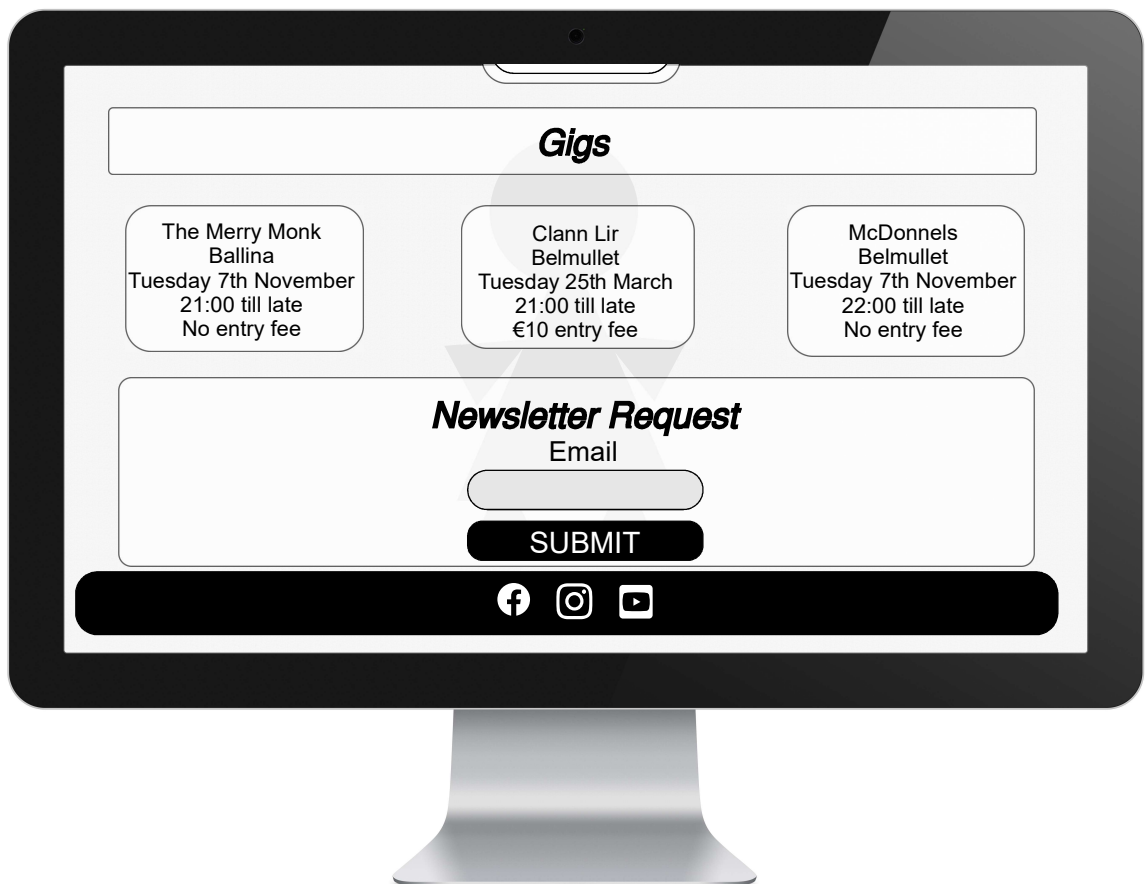 Gigs
The Merry Monk
Ballina
Tuesday 7th November
21:00 till late
No entry fee
Clann Lir
Belmullet
Tuesday 25th March
21:00 till late
€10 entry fee
McDonnels
Belmullet
Tuesday 7th November
22:00 till late
No entry fee
Newsletter Request
Email
SUBMIT